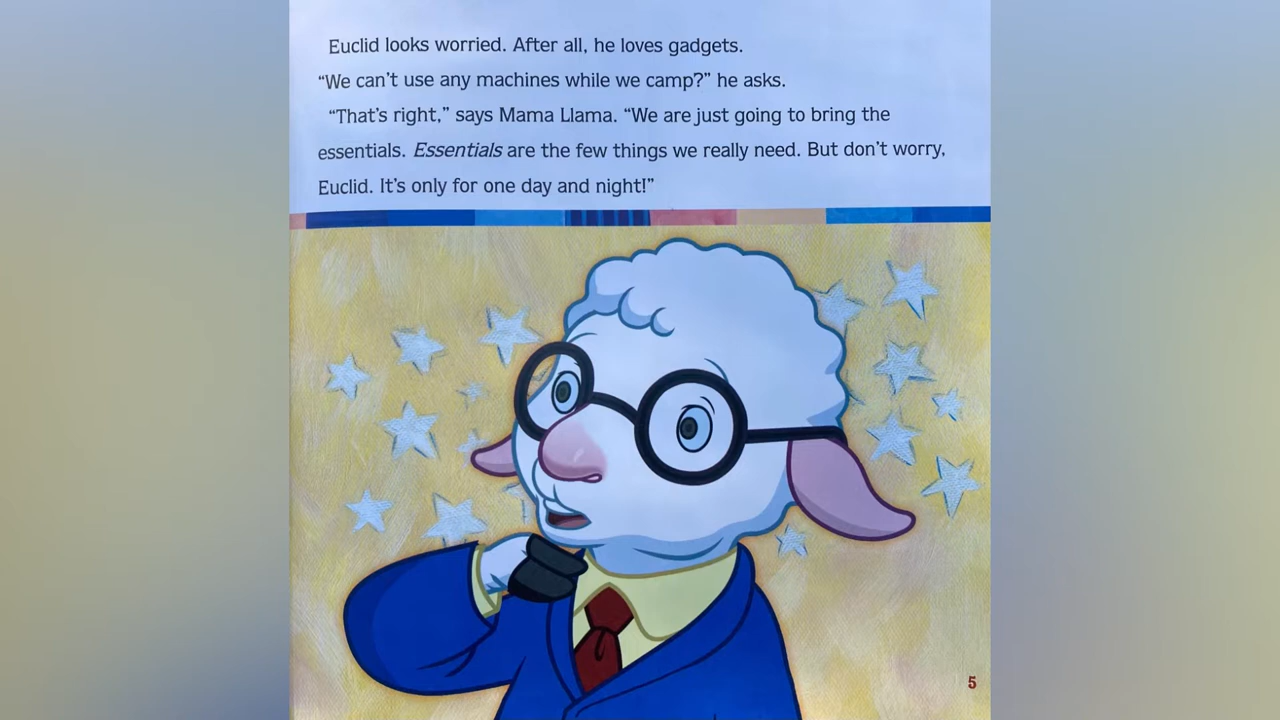 Euclid looks worried. After all, he loves gadgets.
“We can’t use any machines while we camp?” he asks.
“That’s right,” says Mama Llama. “We are just going to bring the
essentials. Essentials are the few things we really need. But don’t worry,
Euclid. It’s only for one day and night!”
5